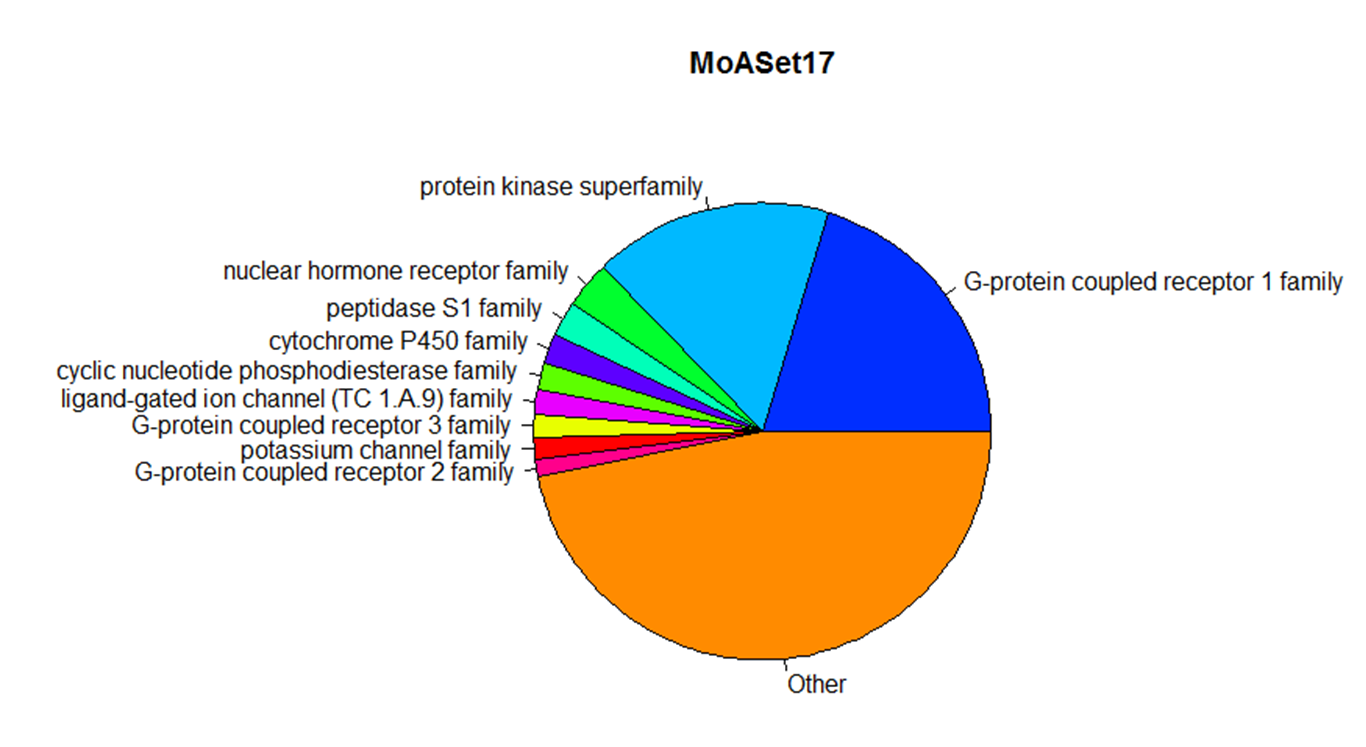 MoASet17
protein kinase superfamily
G-protein coupled receptor 1 family
nuclear hormone receptor family
peptidase S1 family
cytochrome P450 family
cyclic nucleotide phosphodiesterase family
ligand-gated ion channel (TC 1.A.9) family
G-protein coupled receptor 3 family
potassium channel family
G-protein coupled receptor 2 family
Other